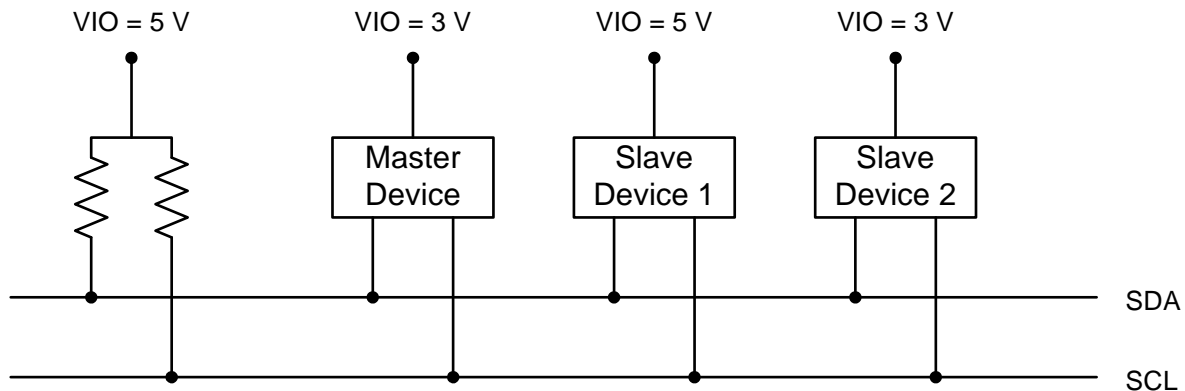 VIO = 5 V
VIO = 3 V
VIO = 5 V
VIO = 3 V
Master
Device
Slave
Device 1
Slave
Device 2
SDA
SCL